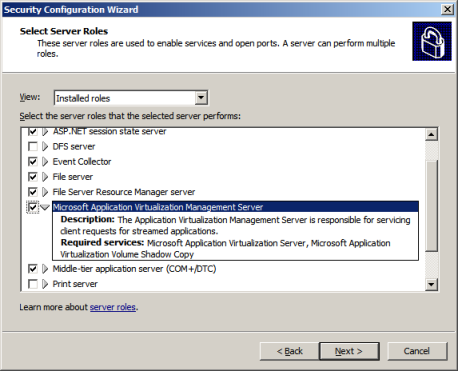 Security Configuration Wizard
Select Server Roles
These server roles are used to enable services and open ports. A server can perform multiple
roles.
View:
Installed roles
Select the server roles that the selected server performs:
ASP.NET session state server
DFS server
Event Collector
File server
File Server Resource Manager server
Microsoft Application Virtualization Management Server
Description: The Application Virtualization Management Server is responsible for servicing
client requests for streamed applications.
Required services: Microsoft Application Virtualization Server, Microsoft Application
Virtualization Volume Shadow Copy
Middle-tier application server (COM+/DTC)
Print server
Learn more about server roles.
< Back
Next >
Cancel